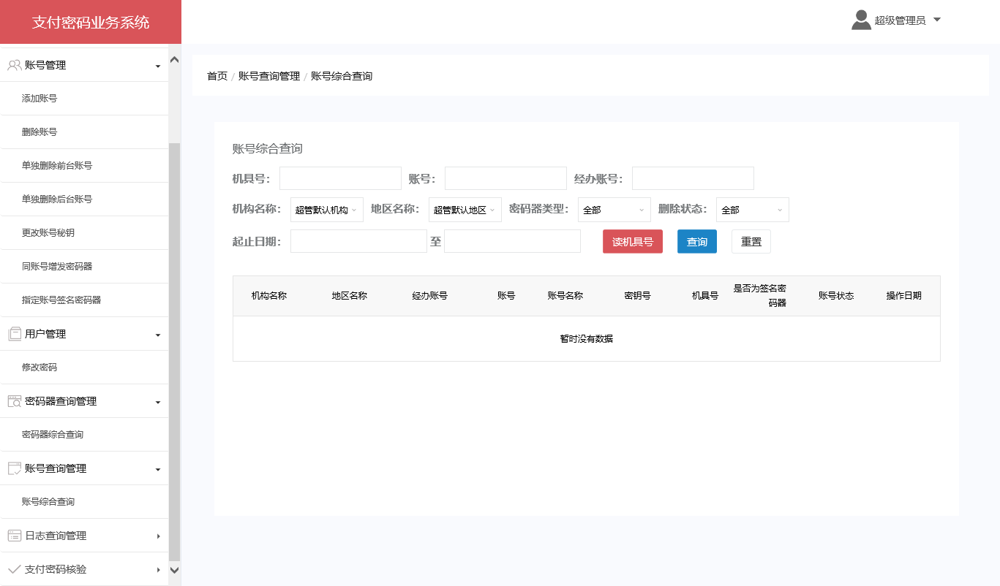 支付密码业务系统
超级管理员
账号管理
添加账号
删除账号
单独删除前台账号
单独删除后台账号
更改账号秘钥
同账号增发密码器
指定账号签名密码器
用户管理
修改密码
密码器查询管理
密码器综合查询
账号查询管理
账号综合查询
日志查询管理
支付密码核验
首页 / 账号查询管理 / 账号综合查询
账号综合查询
机具号： 账号： 经办账号：
机构名称： 超管默认机构 地区名称： 超管默认地区 密码器类型： 全部 删除状态： 全部
起止日期： 至 读机具号 查询 重置
机构名称 地区名称 经办账号 账号 账号名称 密钥号 机具号 是否为签名密 账号状态 操作日期
码器
暂时没有数据